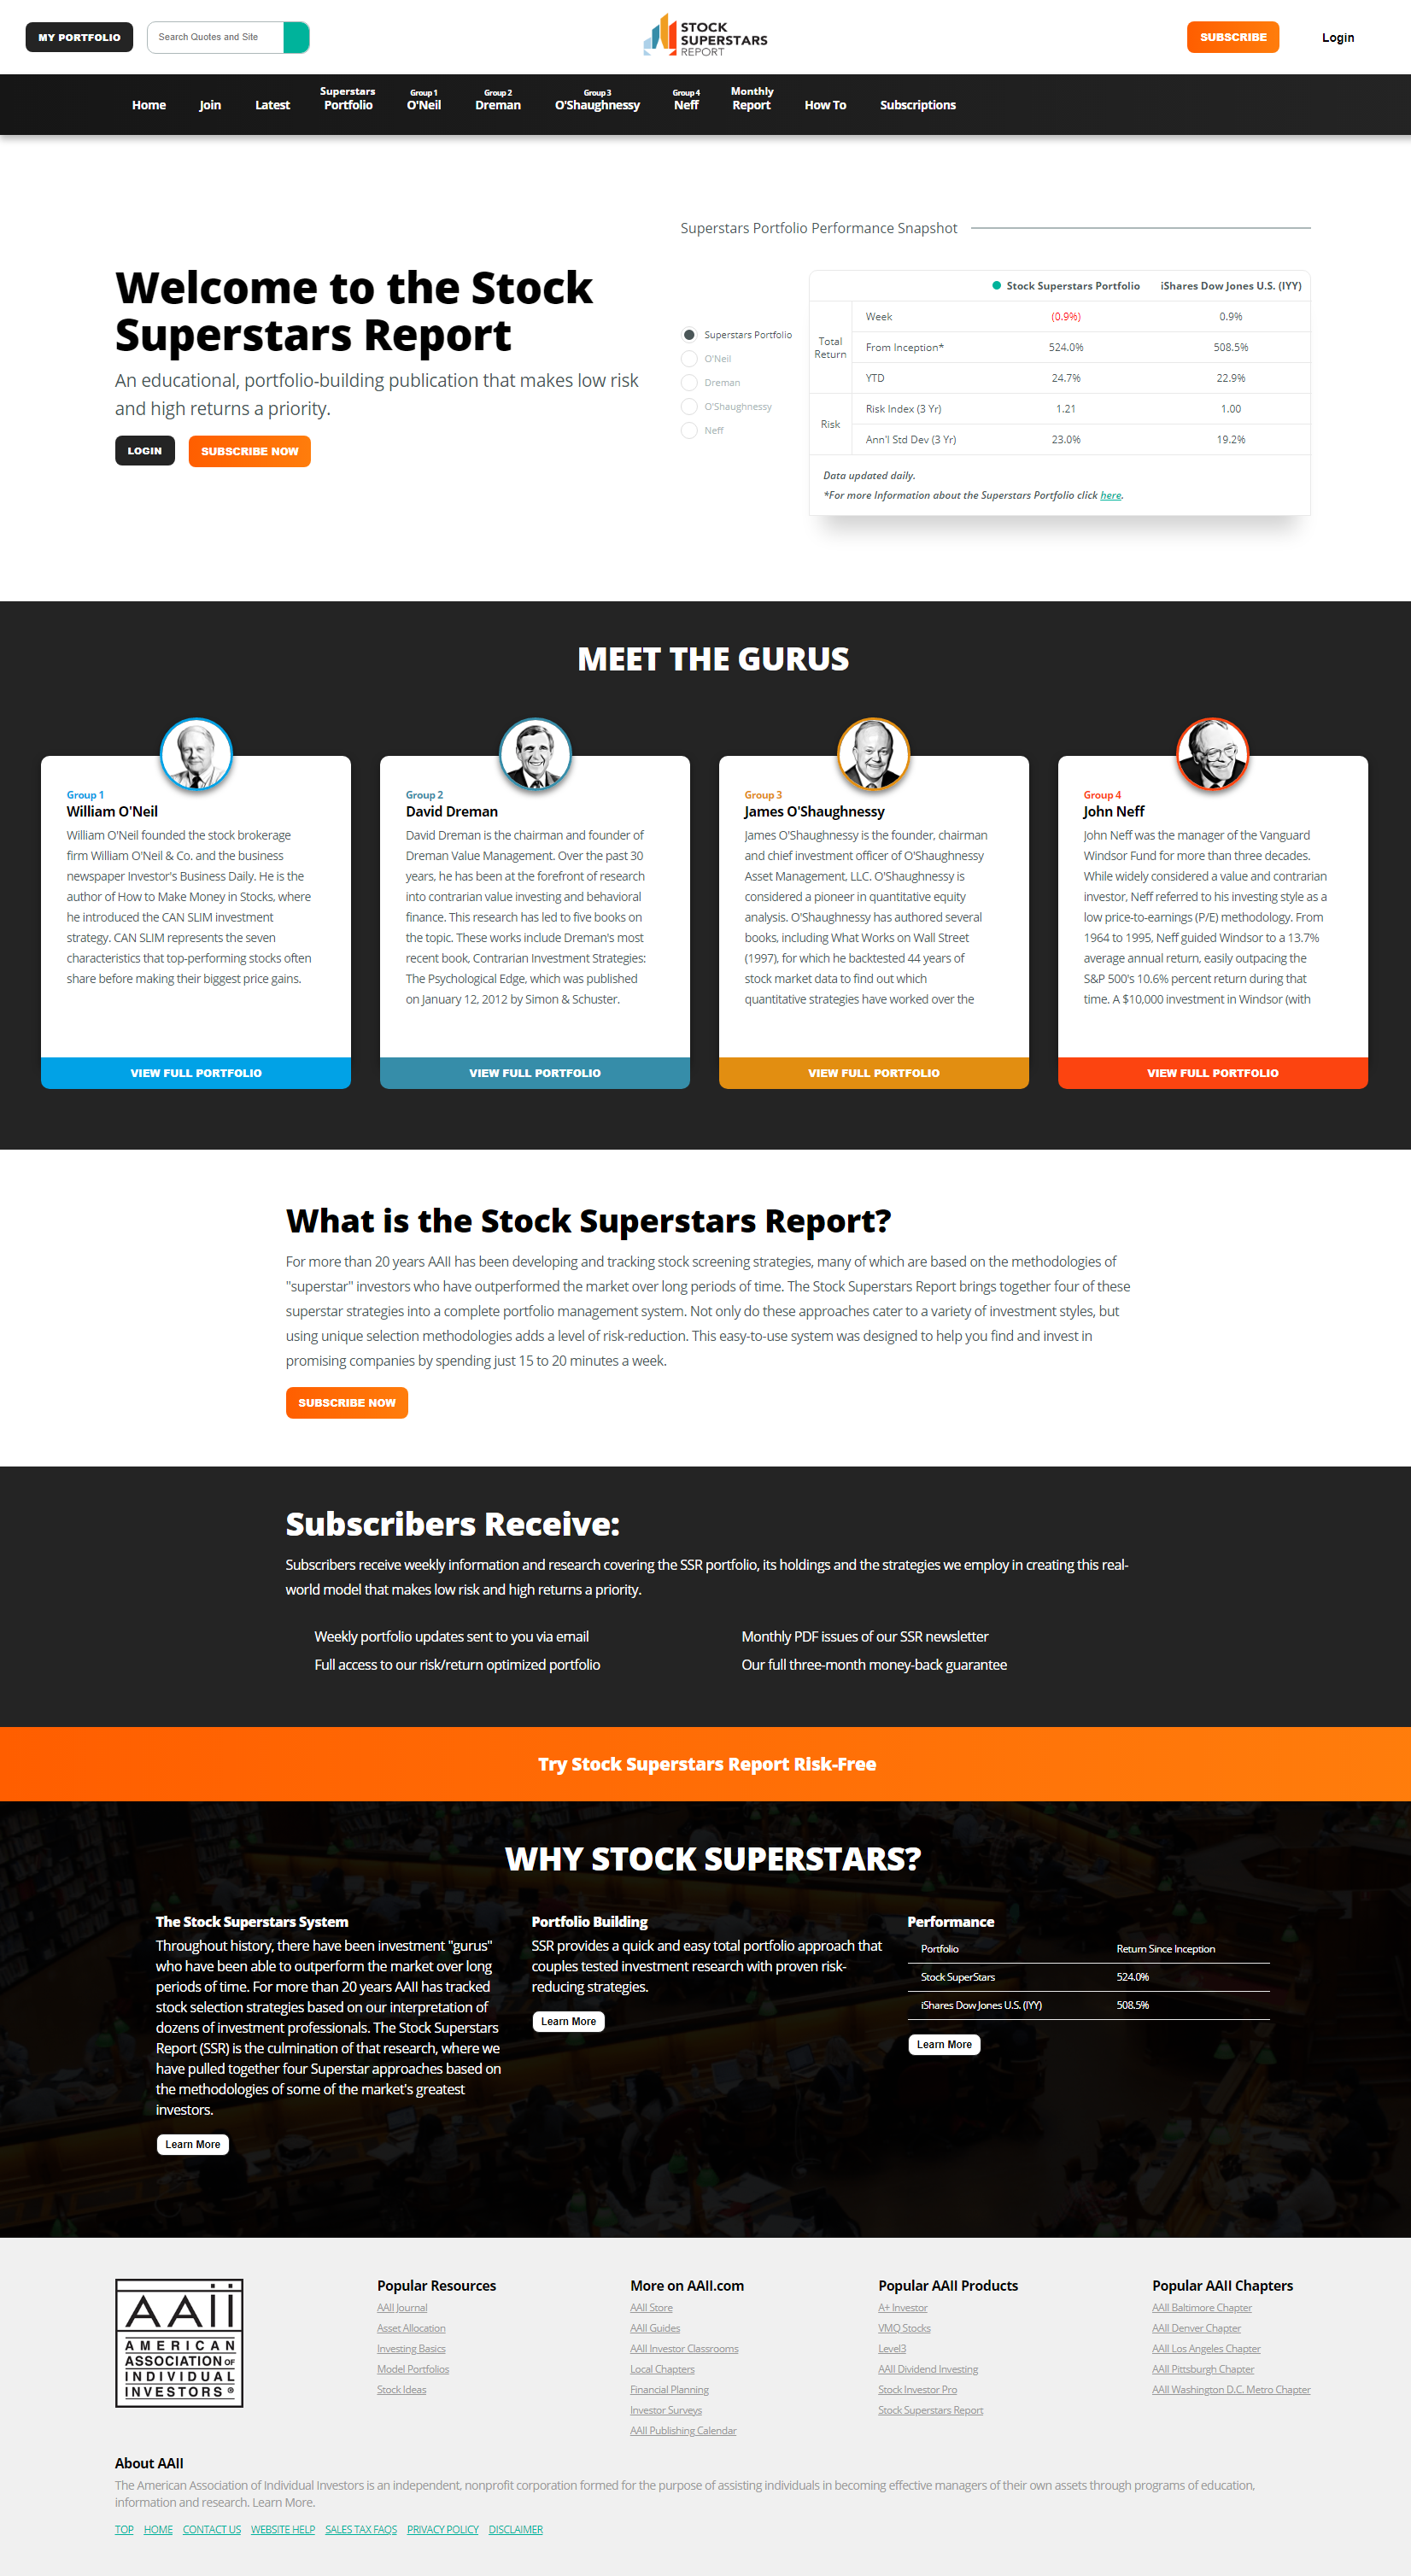 MY PORTFOLIO
Search Quotes and Site
STOCK
SUPERSTARS
REPORT
SUBSCRIBE
Login
Home
Join
Latest
Superstars
Portfolio
Group 1
O'Neil
Group 2
Dreman
Group 3
O'Shaughnessy
Group 4
Neff
Monthly
Report
How To
Subscriptions
Welcome to the Stock
Superstars Report
An educational, portfolio-building publication that makes low risk
and high returns a priority.
LOGIN
SUBSCRIBE NOW
Superstars Portfolio Performance Snapshot
Superstars Portfolio
O'Neil
Dreman
O'Shaughnessy
Neff
Stock Superstars Portfolio iShares Dow Jones U.S. (IYY)
Total
Return
Week (0.9%) 0.9%
From Inception* 524.0% 508.5%
YTD 24.7% 22.9%
Risk
Risk Index (3 Yr) 1.21 1.00
Ann'l Std Dev (3 Yr) 23.0% 19.2%
Data updated daily.
*For more Information about the Superstars Portfolio click here.
MEET THE GURUS
Group 1
William O'Neil
William O'Neil founded the stock brokerage
firm William O'Neil & Co. and the business
newspaper Investor's Business Daily. He is the
author of How to Make Money in Stocks, where
he introduced the CAN SLIM investment
strategy. CAN SLIM represents the seven
characteristics that top-performing stocks often
share before making their biggest price gains.
VIEW FULL PORTFOLIO
Group 2
David Dreman
David Dreman is the chairman and founder of
Dreman Value Management. Over the past 30
years, he has been at the forefront of research
into contrarian value investing and behavioral
finance. This research has led to five books on
the topic. These works include Dreman's most
recent book, Contrarian Investment Strategies:
The Psychological Edge, which was published
on January 12, 2012 by Simon & Schuster.
VIEW FULL PORTFOLIO
Group 3
James O'Shaughnessy
James O'Shaughnessy is the founder, chairman
and chief investment officer of O'Shaughnessy
Asset Management, LLC. O'Shaughnessy is
considered a pioneer in quantitative equity
analysis. O'Shaughnessy has authored several
books, including What Works on Wall Street
(1997), for which he backtested 44 years of
stock market data to find out which
quantitative strategies have worked over the
VIEW FULL PORTFOLIO
Group 4
John Neff
John Neff was the manager of the Vanguard
Windsor Fund for more than three decades.
While widely considered a value and contrarian
investor, Neff referred to his investing style as a
low price-to-earnings (P/E) methodology. From
1964 to 1995, Neff guided Windsor to a 13.7%
average annual return, easily outpacing the
S&P 500's 10.6% percent return during that
time. A $10,000 investment in Windsor (with
VIEW FULL PORTFOLIO
What is the Stock Superstars Report?
For more than 20 years AAII has been developing and tracking stock screening strategies, many of which are based on the methodologies of
"superstar" investors who have outperformed the market over long periods of time. The Stock Superstars Report brings together four of these
superstar strategies into a complete portfolio management system. Not only do these approaches cater to a variety of investment styles, but
using unique selection methodologies adds a level of risk-reduction. This easy-to-use system was designed to help you find and invest in
promising companies by spending just 15 to 20 minutes a week.
SUBSCRIBE NOW
Subscribers Receive:
Subscribers receive weekly information and research covering the SSR portfolio, its holdings and the strategies we employ in creating this real-
world model that makes low risk and high returns a priority.
Weekly portfolio updates sent to you via email
Monthly PDF issues of our SSR newsletter
Full access to our risk/return optimized portfolio
Our full three-month money-back guarantee
Try Stock Superstars Report Risk-Free
WHY STOCK SUPERSTARS?
The Stock Superstars System
Throughout history, there have been investment "gurus"
who have been able to outperform the market over long
periods of time. For more than 20 years AAII has tracked
stock selection strategies based on our interpretation of
dozens of investment professionals. The Stock Superstars
Report (SSR) is the culmination of that research, where we
have pulled together four Superstar approaches based on
the methodologies of some of the market's greatest
investors.
Learn More
Portfolio Building
SSR provides a quick and easy total portfolio approach that
couples tested investment research with proven risk-
reducing strategies.
Learn More
Performance
Portfolio Return Since Inception
Stock SuperStars 524.0%
iShares Dow Jones U.S. (IYY) 508.5%
Learn More
AAII
AMERICAN
ASSOCIATION OF
INDIVIDUAL
INVESTORS ®
Popular Resources
AAII Journal
Asset Allocation
Investing Basics
Model Portfolios
Stock Ideas
More on AAII.com
AAII Store
AAII Guides
AAII Investor Classrooms
Local Chapters
Financial Planning
Investor Surveys
AAII Publishing Calendar
Popular AAII Products
A+ Investor
VMQ Stocks
Level3
AAII Dividend Investing
Stock Investor Pro
Stock Superstars Report
Popular AAII Chapters
AAII Baltimore Chapter
AAII Denver Chapter
AAII Los Angeles Chapter
AAII Pittsburgh Chapter
AAII Washington D.C. Metro Chapter
About AAII
The American Association of Individual Investors is an independent, nonprofit corporation formed for the purpose of assisting individuals in becoming effective managers of their own assets through programs of education,
information and research. Learn More.
TOP HOME CONTACT US WEBSITE HELP SALES TAX FAQS PRIVACY POLICY DISCLAIMER